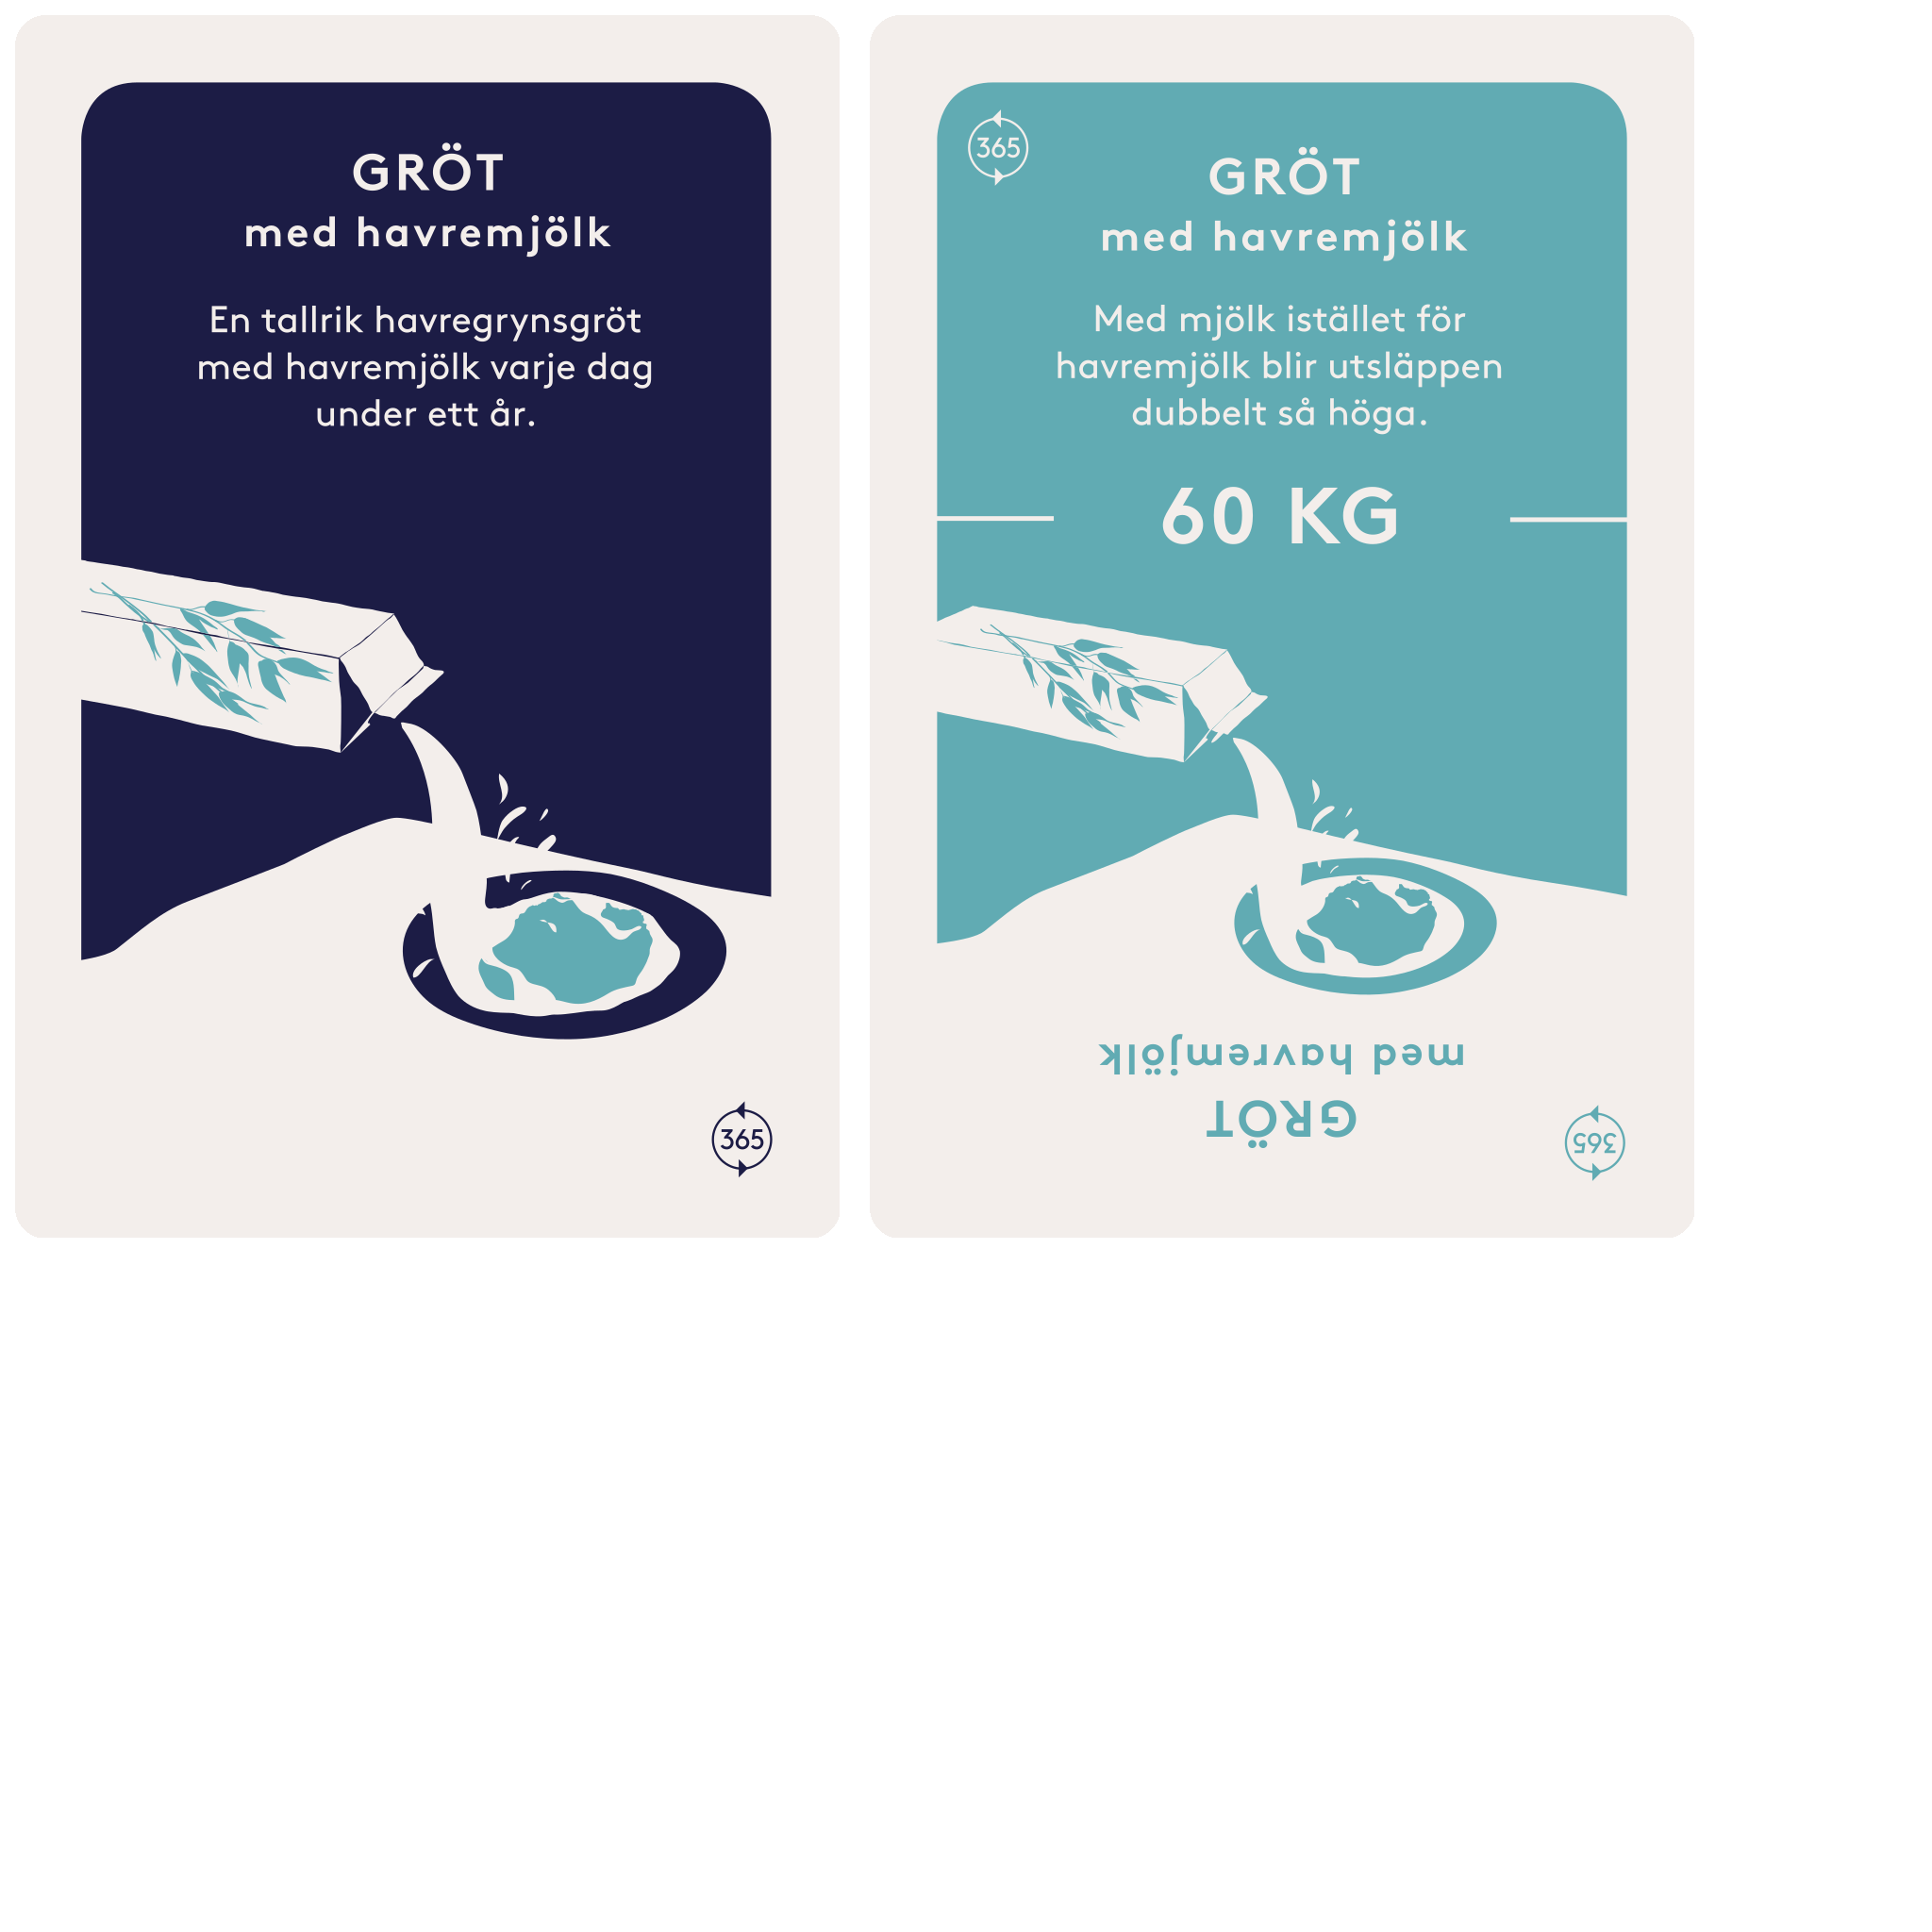 GRÖT
med havremjölk
En tallrik havregrynsgröt
med havremjölk varje dag
under ett år.
365
365
GRÖT
med havremjölk
Med mjölk istället för
havremjölk blir utsläppen
dubbelt så höga.
60 KG
GRÖT
med havremjölk
365